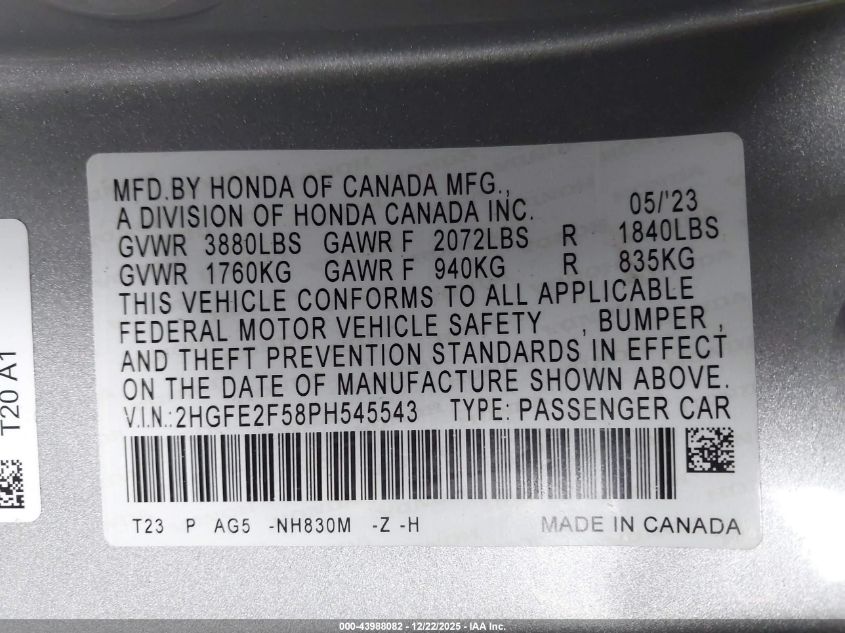 MFD.BY HONDA OF CANADA MFG.,
A DIVISION OF HONDA CANADA INC. 05/'23
GVWR 3880LBS GAWR F 2072LBS R 1840LBS
GVWR 1760KG GAWR F 940KG R 835KG
THIS VEHICLE CONFORMS TO ALL APPLICABLE
FEDERAL MOTOR VEHICLE SAFETY , BUMPER ,
AND THEFT PREVENTION STANDARDS IN EFFECT
ON THE DATE OF MANUFACTURE SHOWN ABOVE.
V.I.N.:2HGFE2F58PH545543 TYPE: PASSENGER CAR
T23 P AG5 -NH830M -Z -H MADE IN CANADA
T20 A1
000-43988082 - 12/22/2025 - IAA Inc.